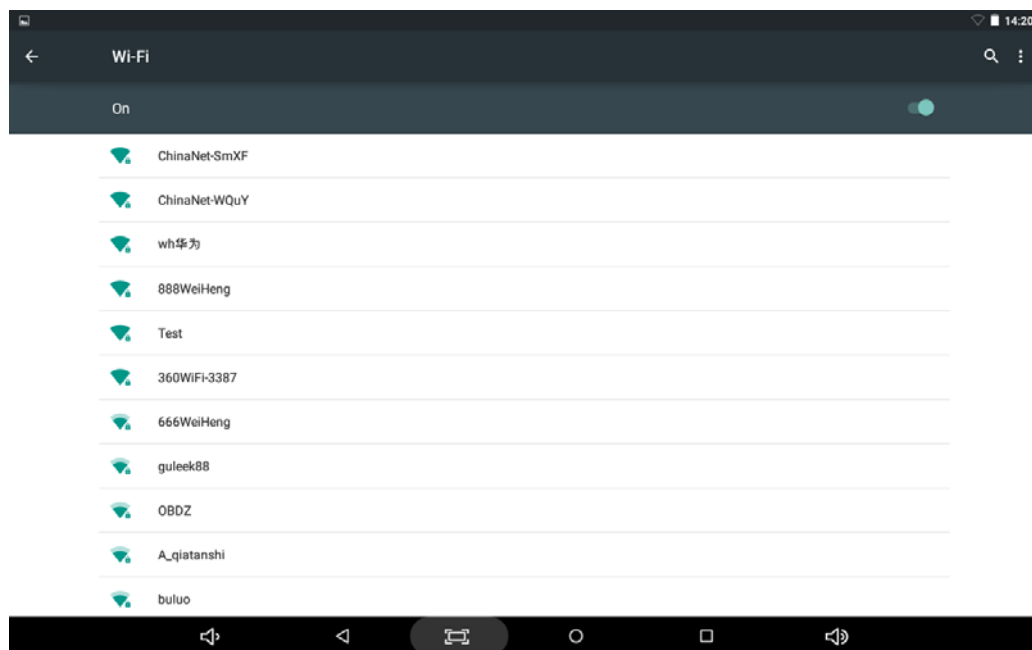 14:20
Wi-Fi
On
ChinaNet-SmXF
ChinaNet-WQuY
wh华为
888WeiHeng
Test
360WiFi-3387
666WeiHeng
guleek88
OBDZ
A_qiatanshi
buluo